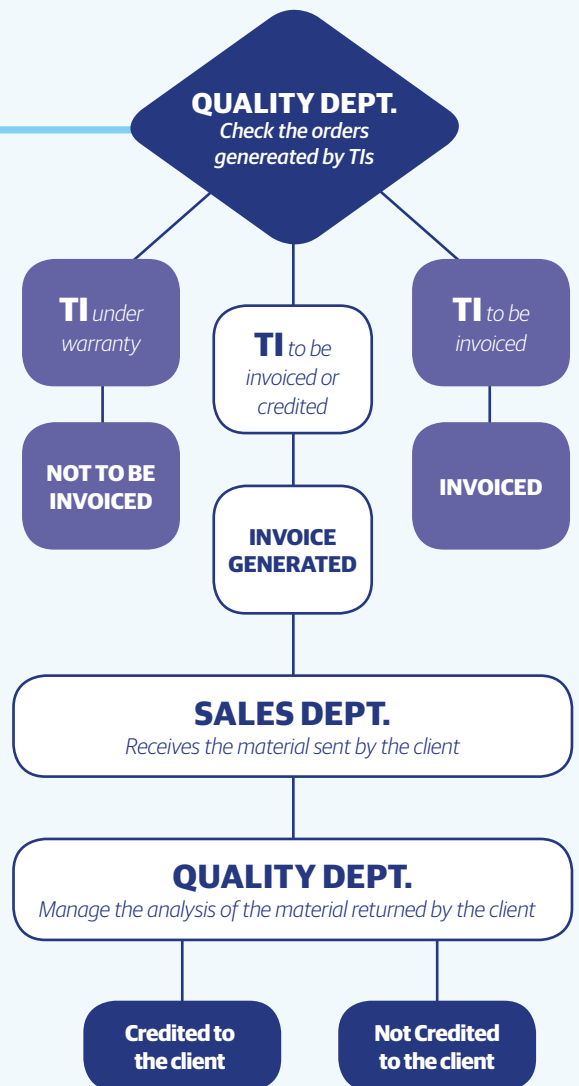 QUALITY DEPT.
Check the orders
genereated by TIs
TI under
warranty
TI to be
invoiced or
credited
TI to be
invoiced
NOT TO BE
INVOICED
INVOICE
GENERATED
INVOICED
SALES DEPT.
Receives the material sent by the client
QUALITY DEPT.
Manage the analysis of the material returned by the client
Credited to
the client
Not Credited
to the client